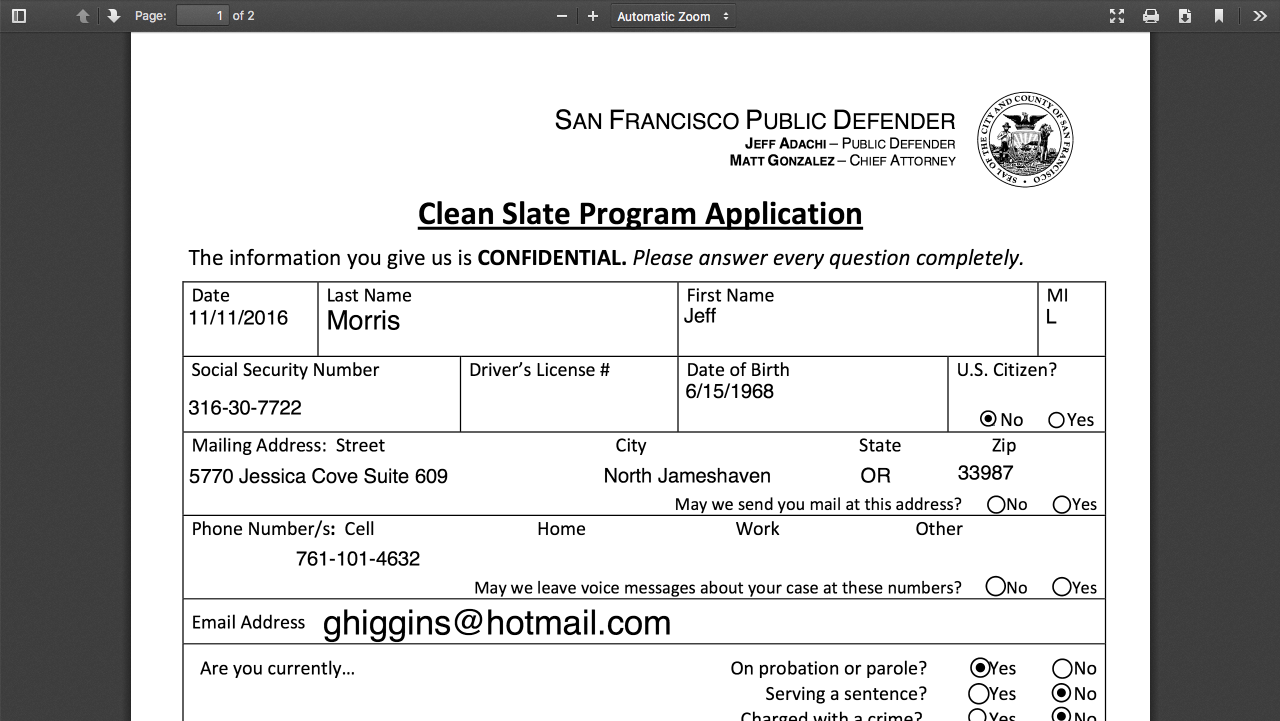 Page: 1 of 2 Automatic Zoom
SAN FRANCISCO PUBLIC DEFENDER
JEFF ADACHI – PUBLIC DEFENDER
MATT GONZALEZ – CHIEF ATTORNEY
SEAL OF THE CITY AND COUNTY OF SAN FRANCISCO
Clean Slate Program Application
The information you give us is CONFIDENTIAL. Please answer every question completely.
Date Last Name First Name MI
11/11/2016 Morris Jeff L
Social Security Number Driver's License # Date of Birth U.S. Citizen?
316-30-7722 6/15/1968
No Yes
Mailing Address: Street City State Zip
5770 Jessica Cove Suite 609 North Jameshaven OR 33987
May we send you mail at this address? No Yes
Phone Number/s: Cell Home Work Other
761-101-4632
May we leave voice messages about your case at these numbers? No Yes
Email Address ghiggins@hotmail.com
Are you currently... On probation or parole? Yes No
Serving a sentence? Yes No
Charged with a crime? Yes No